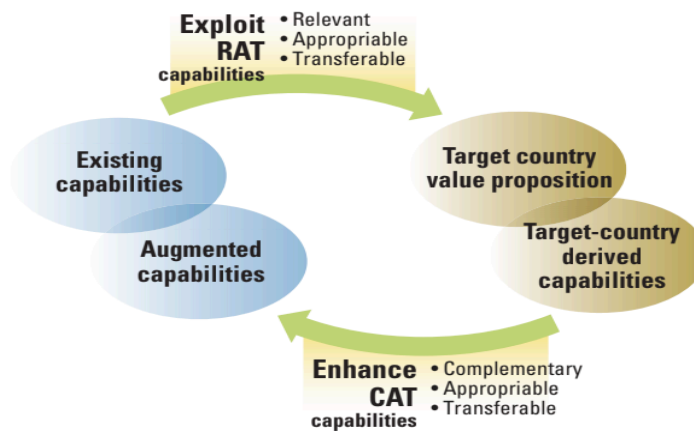 Exploit
RAT
capabilities
• Relevant
• Appropriable
• Transferable
Existing
capabilities
Augmented
capabilities
Target country
value proposition
Target-country
derived
capabilities
Enhance
CAT
capabilities
• Complementary
• Appropriable
• Transferable